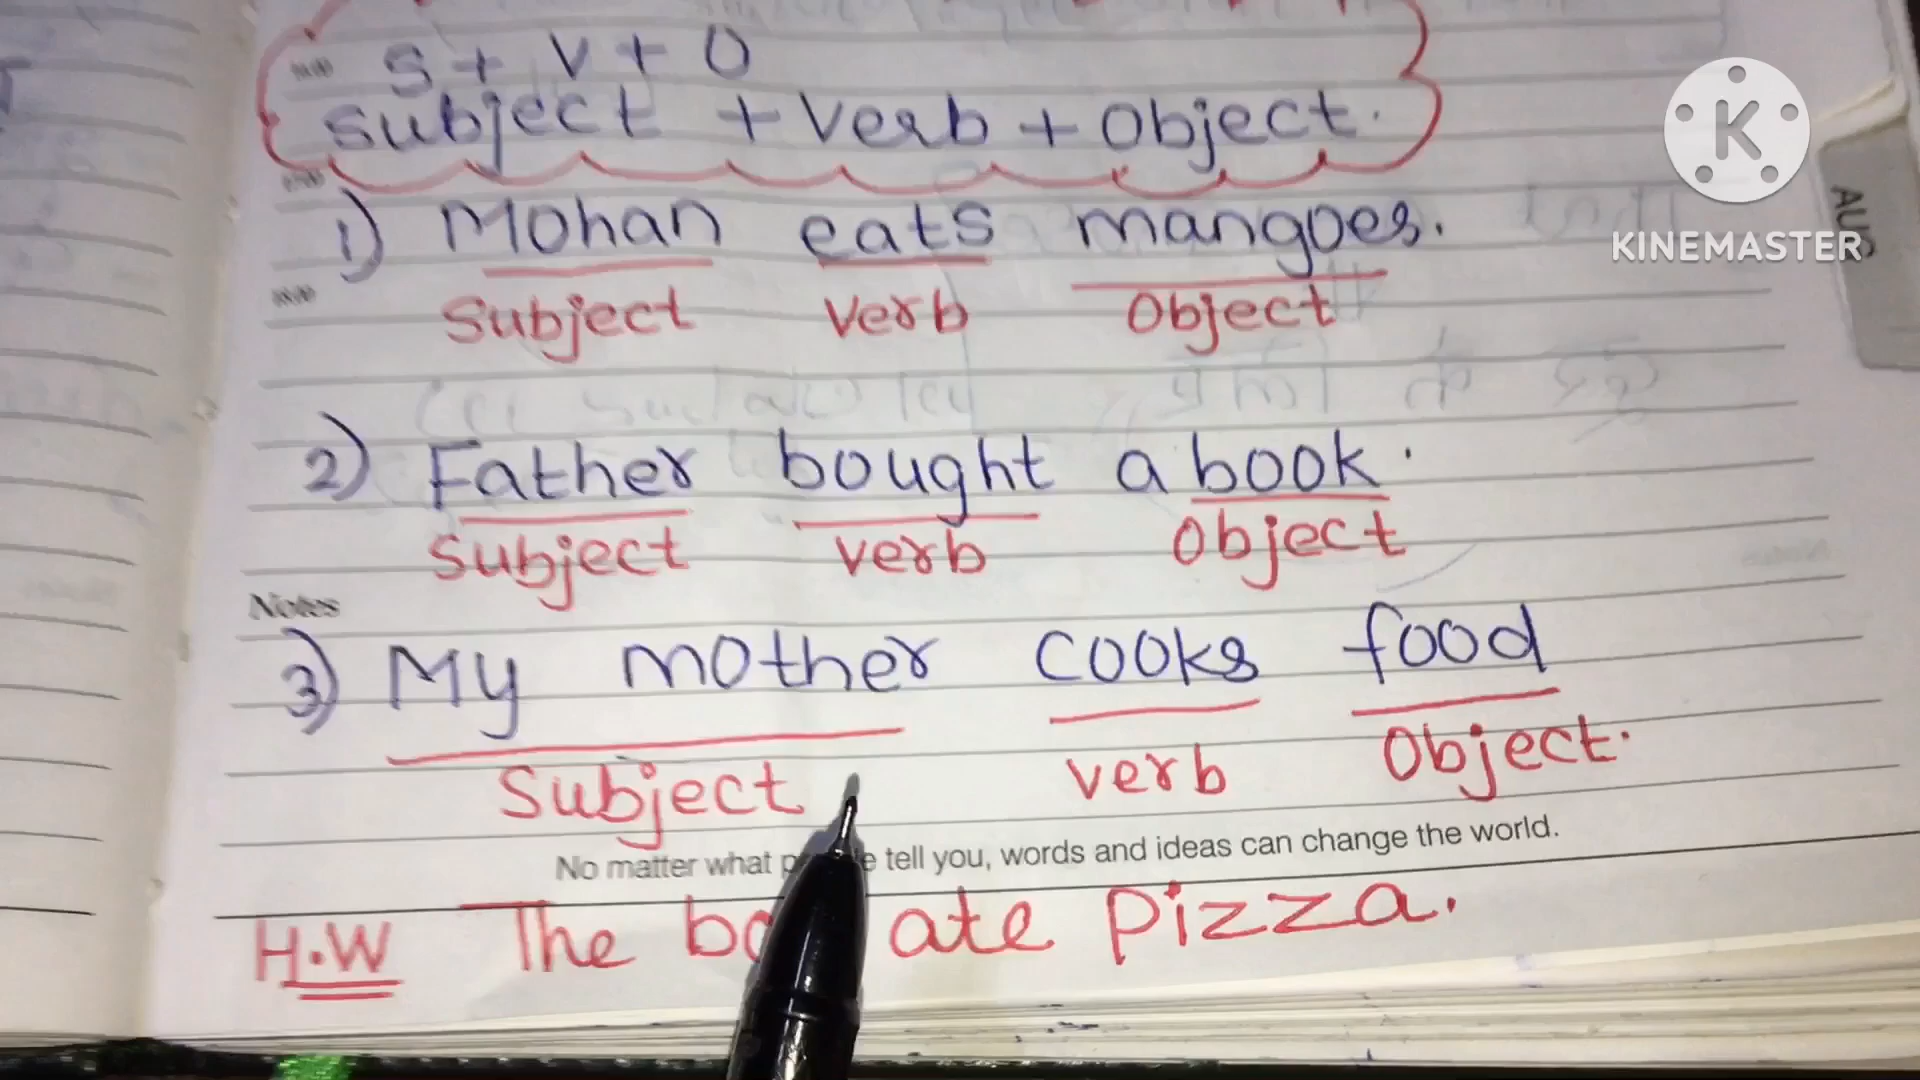 S + V + O
Subject + Verb + Object.
1) Mohan eats mangoes.
Subject Verb Object
2) Father bought a book.
Subject verb Object
Notes
3) My mother cooks food
Subject verb Object.
No matter what tell you, words and ideas can change the world.
H.W The ate Pizza.
KINEMASTER
AUG